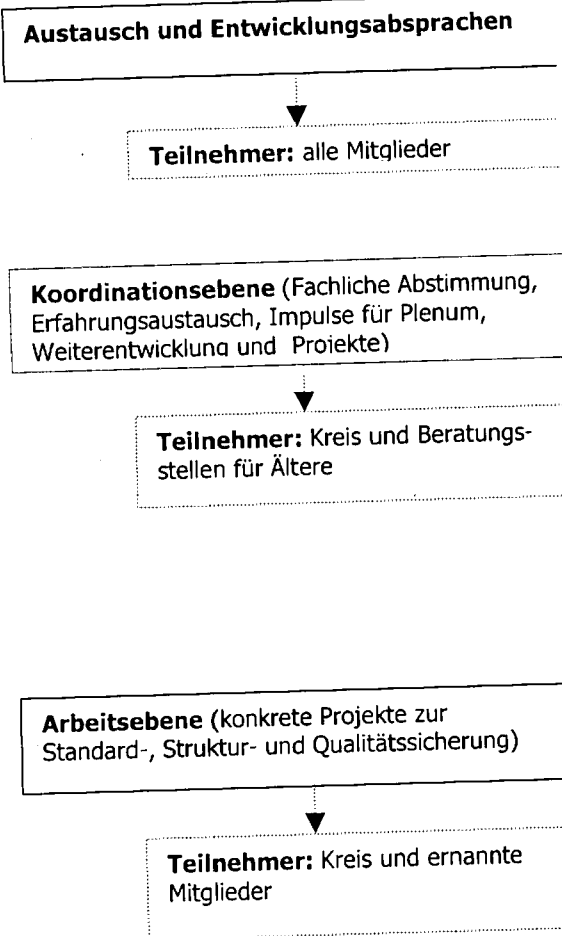 Austausch und Entwicklungsabsprachen
Teilnehmer: alle Mitglieder
Koordinationsebene (Fachliche Abstimmung,
Erfahrungsaustausch, Impulse für Plenum,
Weiterentwicklung und Projekte)
Teilnehmer: Kreis und Beratungs-
stellen für Ältere
Arbeitsebene (konkrete Projekte zur
Standard-, Struktur- und Qualitätssicherung)
Teilnehmer: Kreis und ernannte
Mitglieder